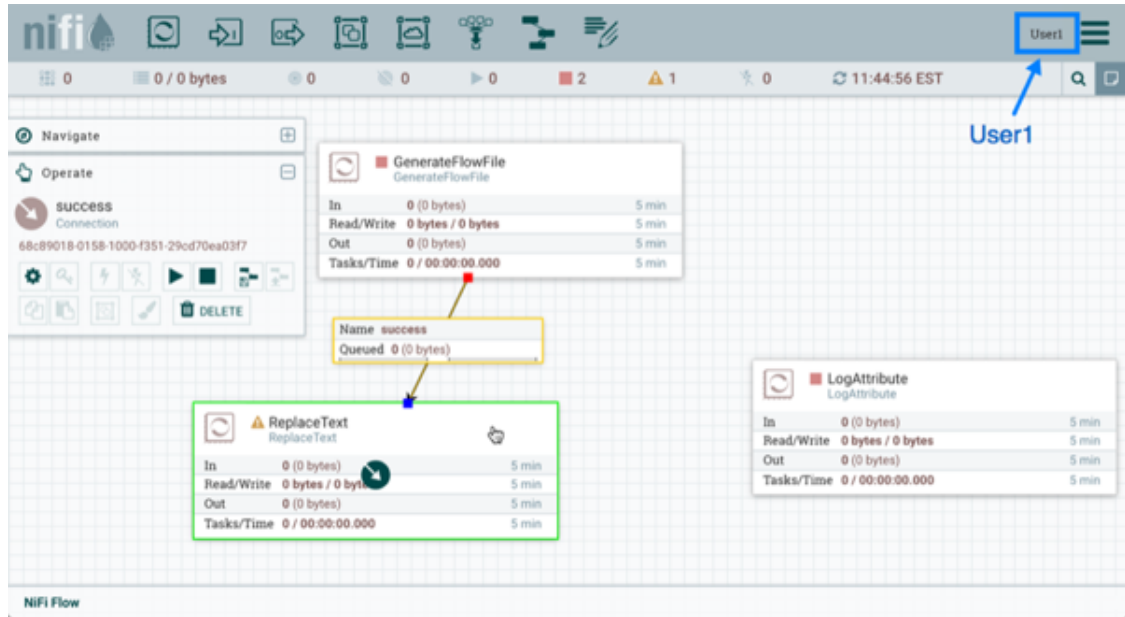 nifi
User1
0
0 / 0 bytes
0
0
0
2
1
0
11:44:56 EST
User1
Navigate
Operate
success
Connection
68c89018-0158-1000-f351-29cd70ea03f7
DELETE
GenerateFlowFile
GenerateFlowFile
In 0 (0 bytes) 5 min
Read/Write 0 bytes / 0 bytes 5 min
Out 0 (0 bytes) 5 min
Tasks/Time 0 / 00:00:00.000 5 min
Name success
Queued 0 (0 bytes)
ReplaceText
ReplaceText
In 0 (0 bytes) 5 min
Read/Write 0 bytes / 0 byt 5 min
Out 0 (0 bytes) 5 min
Tasks/Time 0 / 00:00:00.000 5 min
LogAttribute
LogAttribute
In 0 (0 bytes) 5 min
Read/Write 0 bytes / 0 bytes 5 min
Out 0 (0 bytes) 5 min
Tasks/Time 0 / 00:00:00.000 5 min
NiFi Flow